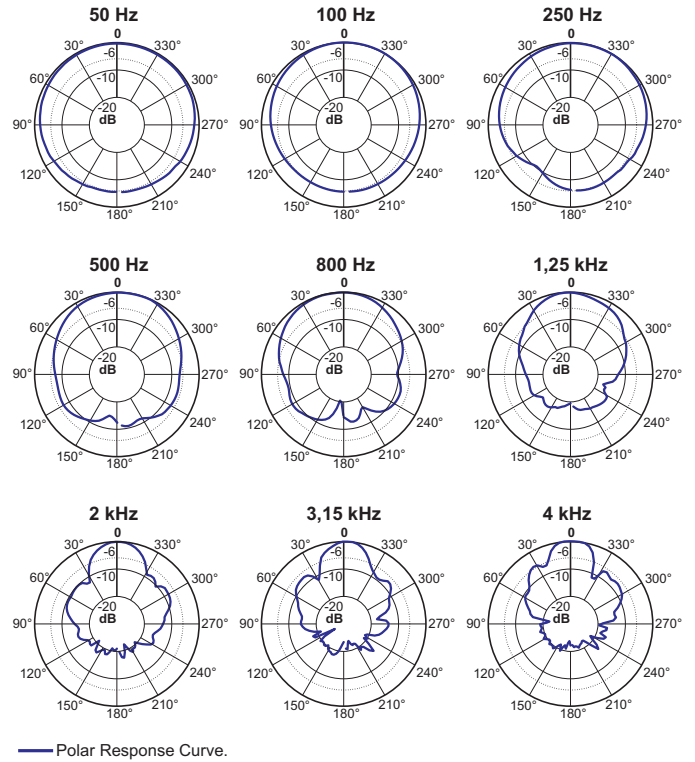 50 Hz 100 Hz 250 Hz
0 0 0
30° 330° 30° 330° 30° 330°
-6 -6 -6
60° -10 300° 60° -10 300° 60° -10 300°
-20 -20 -20
90° dB 270° 90° dB 270° 90° dB 270°
120° 240° 120° 240° 120° 240°
150° 210° 150° 210° 150° 210°
180° 180° 180°
500 Hz 800 Hz 1,25 kHz
0 0 0
30° 330° 30° 330° 30° 330°
-6 -6 -6
60° -10 300° 60° -10 300° 60° -10 300°
-20 -20 -20
90° dB 270° 90° dB 270° 90° dB 270°
120° 240° 120° 240° 120° 240°
150° 210° 150° 210° 150° 210°
180° 180° 180°
2 kHz 3,15 kHz 4 kHz
0 0 0
30° 330° 30° 330° 30° 330°
-6 -6 -6
60° -10 300° 60° -10 300° 60° -10 300°
-20 -20 -20
90° dB 270° 90° dB 270° 90° dB 270°
120° 240° 120° 240° 120° 240°
150° 210° 150° 210° 150° 210°
180° 180° 180°
Polar Response Curve.